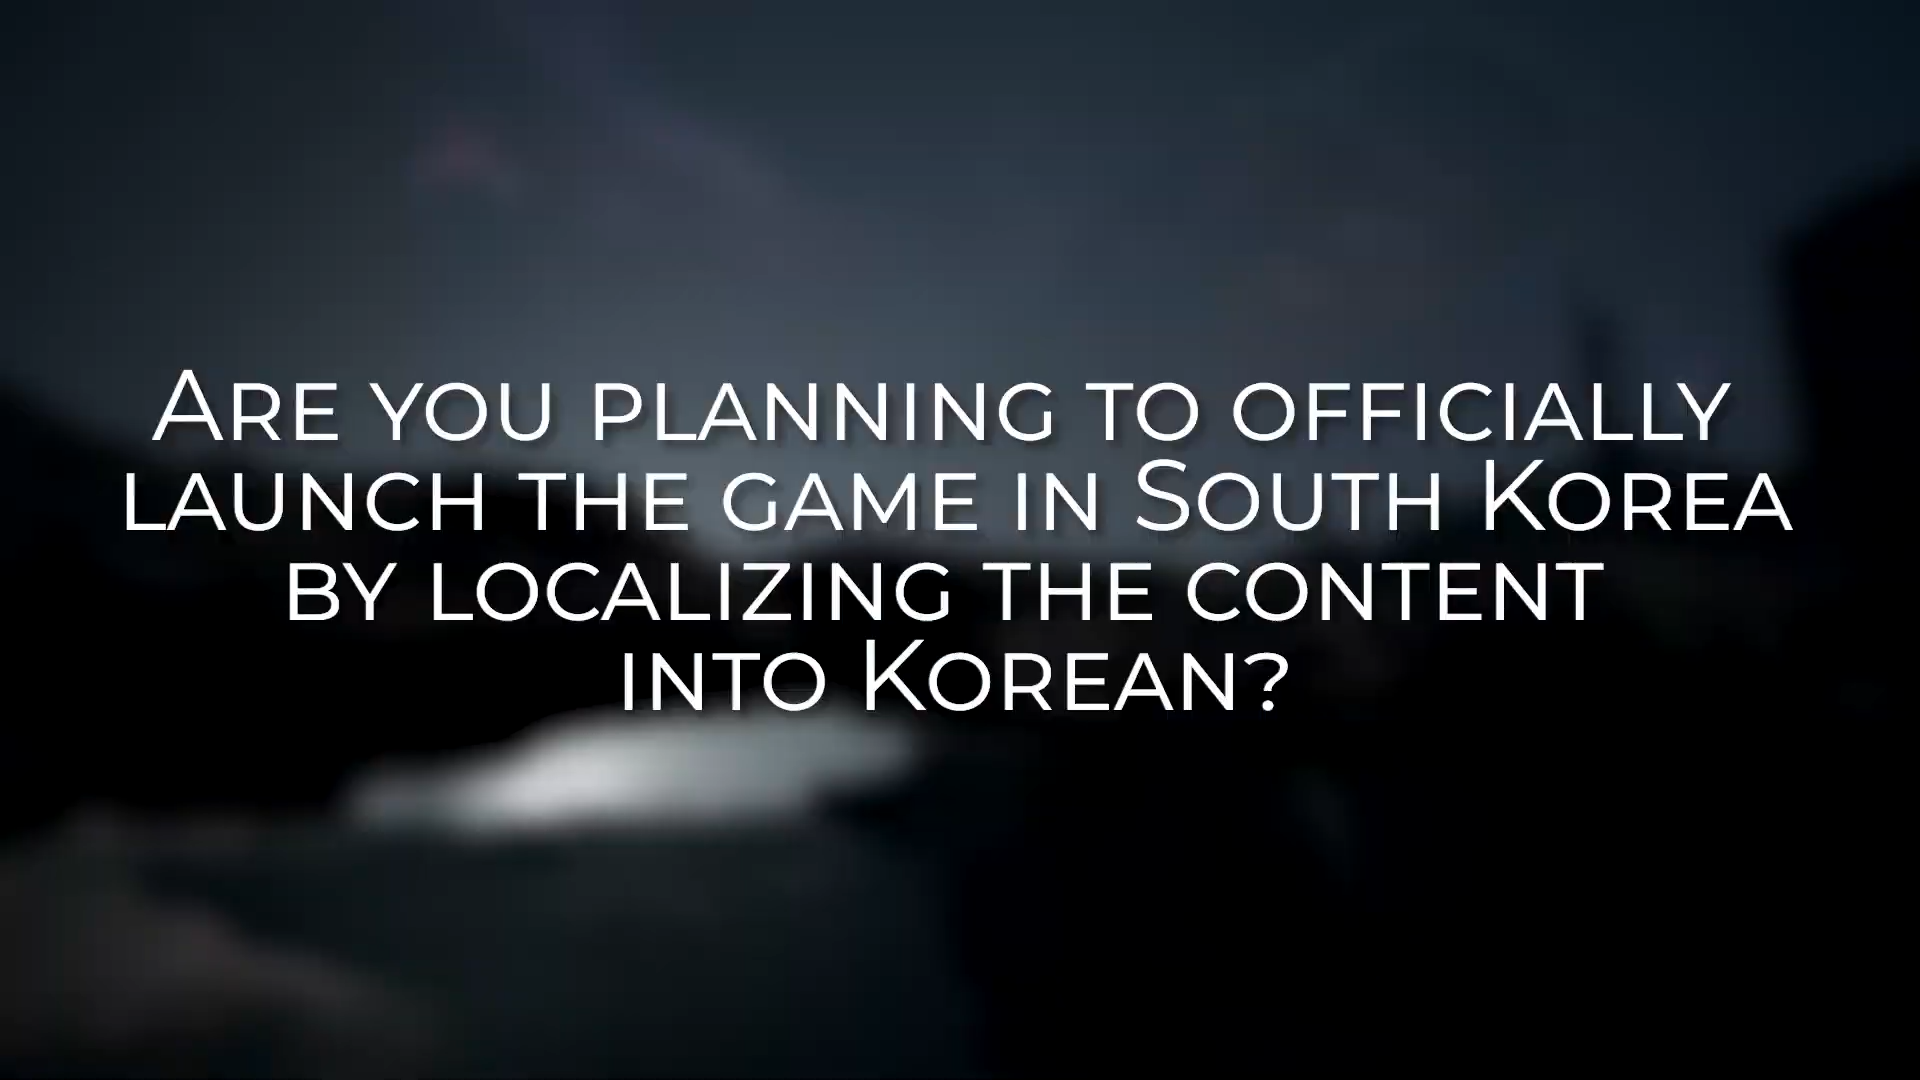 Are you planning to officially
launch the game in South Korea
by localizing the content
into Korean?